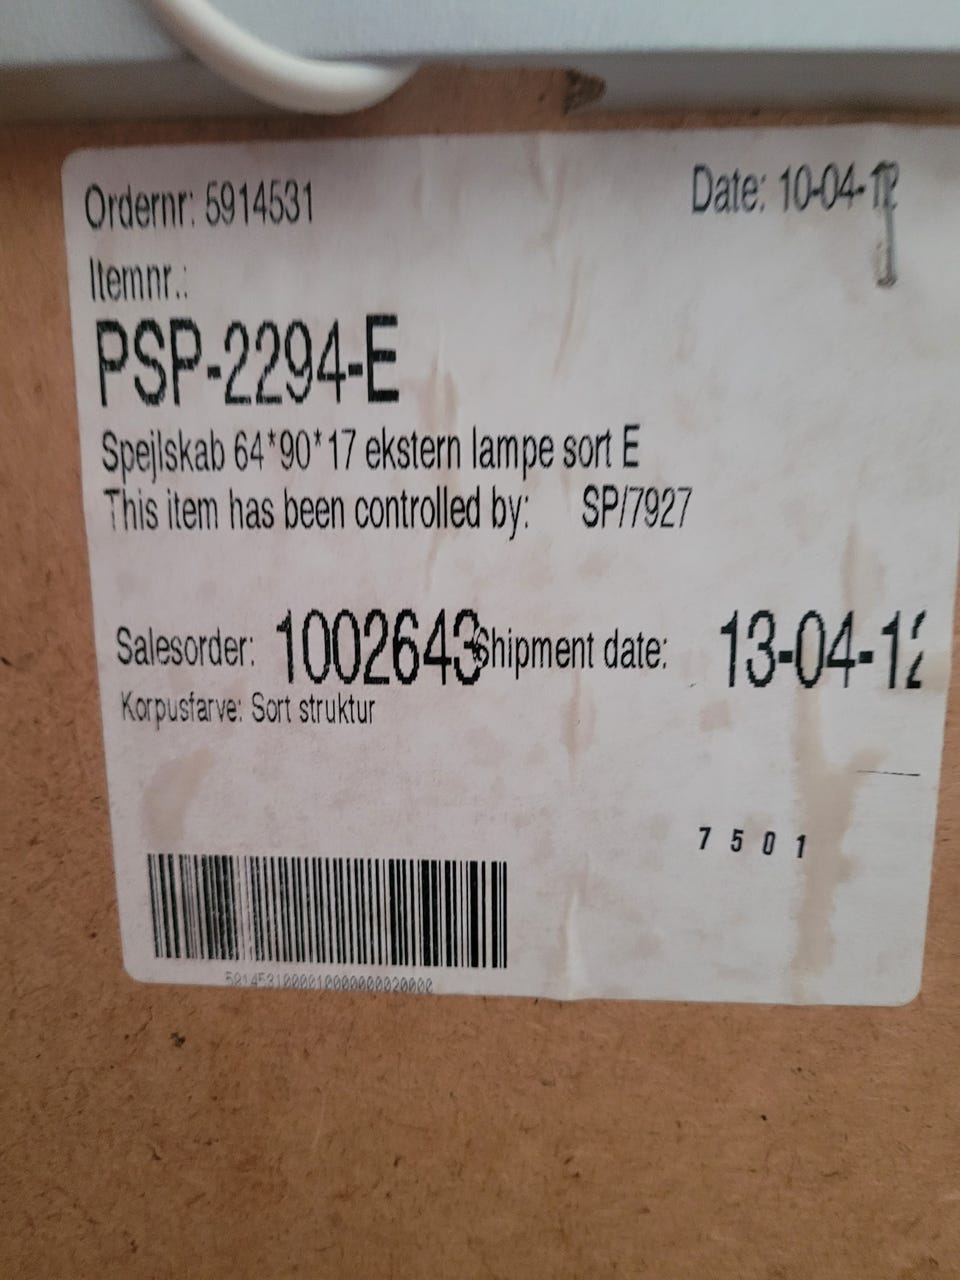 Ordernr: 5914531 Date: 10-04-12
Itemnr.:
PSP-2294-E
Spejlskab 64*90*17 ekstern lampe sort E
This item has been controlled by: SP/7927
Salesorder: 1002643 Shipment date: 13-04-12
Korpusfarve: Sort struktur
7501